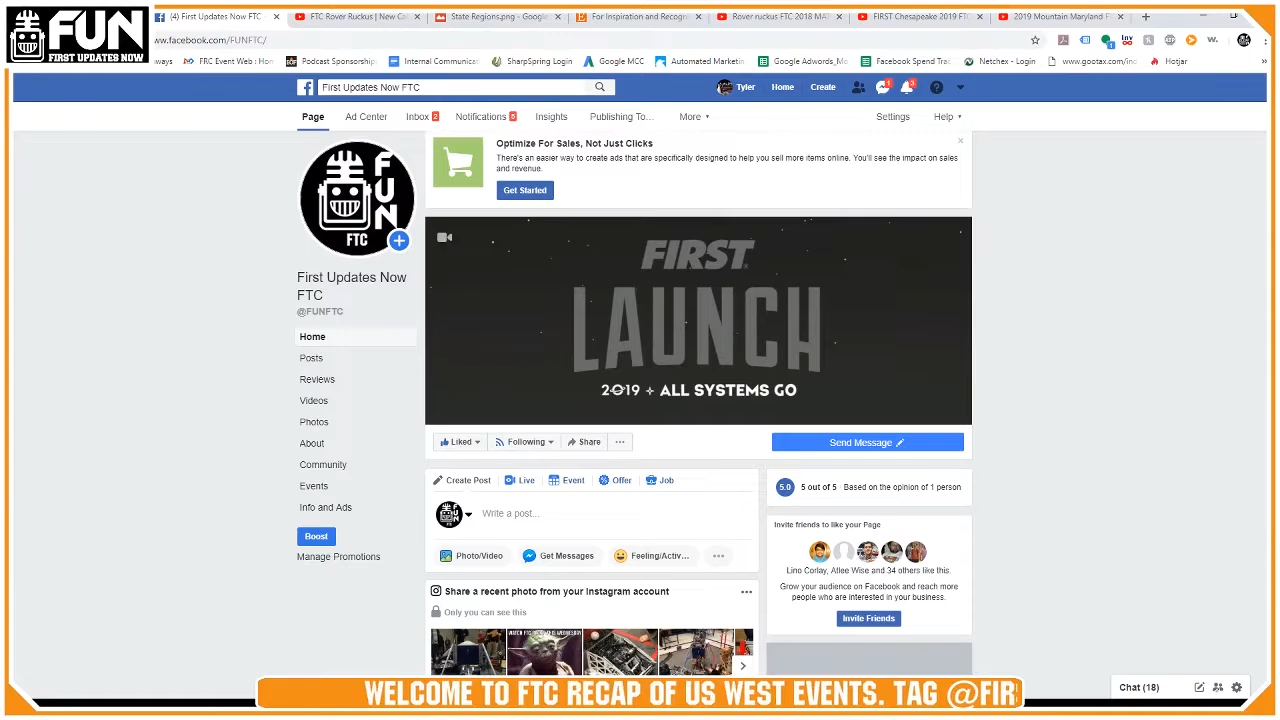 FUN
FIRST UPDATES NOW
(4) First Updates Now FTC
FTC Rover Ruckus | New Cal
State Regions.png - Google
For Inspiration and Recogni
Rover ruckus FTC 2018 MA
FIRST Chesapeake 2019 FTC
2019 Mountain Maryland F
ww.facebook.com/FUNFTC/
ways
FRC Event Web : Hom
Podcast Sponsorship
Internal Communicat
SharpSpring Login
Google MCC
Automated Marketin
Google Adwords_Mo
Facebook Spend Trac
Netchex - Login
www.gootax.com/inc
Hotjar
»
First Updates Now FTC
Tyler
Home
Create
1
3
Page
Ad Center
Inbox 2
Notifications 5
Insights
Publishing To...
More
Settings
Help
Optimize For Sales, Not Just Clicks
There's an easier way to create ads that are specifically designed to help you sell more items online. You'll see the impact on sales
and revenue.
Get Started
FUN
FTC
First Updates Now
FTC
@FUNFTC
FIRST
LAUNCH
2019 + ALL SYSTEMS GO
Home
Posts
Reviews
Videos
Photos
About
Community
Events
Info and Ads
Boost
Manage Promotions
Liked
Following
Share
Send Message
Create Post
Live
Event
Offer
Job
Write a post...
Photo/Video
Get Messages
Feeling/Activ...
5.0
5 out of 5 · Based on the opinion of 1 person
Invite friends to like your Page
Lino Corlay, Atlee Wise and 34 others like this.
Grow your audience on Facebook and reach more
people who are interested in your business.
Invite Friends
Share a recent photo from your Instagram account
Only you can see this
Chat (18)
WELCOME TO FTC RECAP OF US WEST EVENTS. TAG @FIR